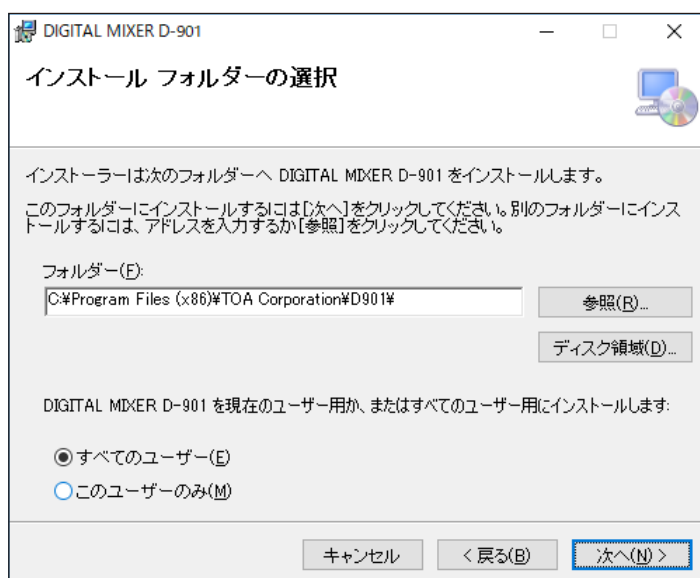 DIGITAL MIXER D-901
インストール フォルダーの選択
インストーラーは次のフォルダーへ DIGITAL MIXER D-901 をインストールします。
このフォルダーにインストールするには[次へ]をクリックしてください。別のフォルダーにインス
トールするには、アドレスを入力するか[参照]をクリックしてください。
フォルダー(F):
C:¥Program Files (x86)¥TOA Corporation¥D901¥
参照(R)...
ディスク領域(D)...
DIGITAL MIXER D-901 を現在のユーザー用か、またはすべてのユーザー用にインストールします:
すべてのユーザー(E)
このユーザーのみ(M)
キャンセル
< 戻る(B)
次へ(N) >